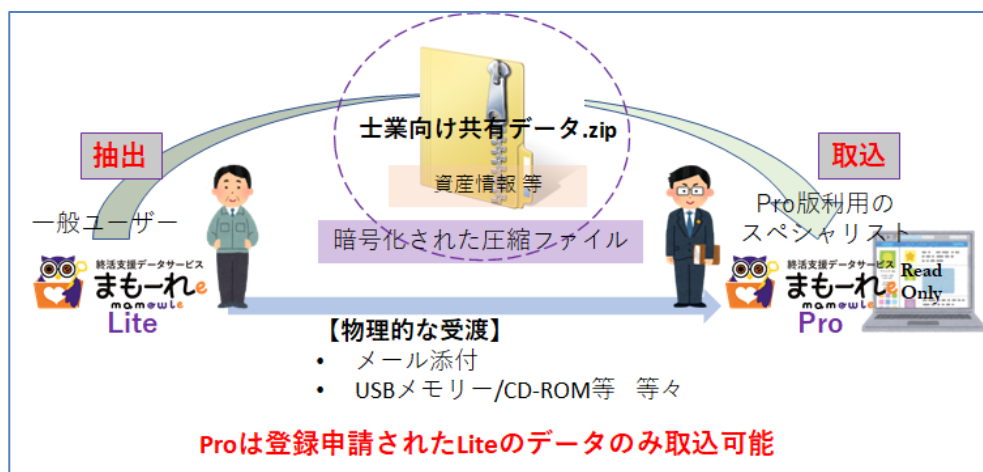 士業向け共有データ.zip
抽出
取込
資産情報 等
一般ユーザー
Pro版利用の
スペシャリスト
暗号化された圧縮ファイル
終活支援データサービス
まもーれe
mamowle
Lite
終活支援データサービス
まもーれe
mamowle
Pro
Read
Only
【物理的な受渡】
• メール添付
• USBメモリー/CD-ROM等 等々
Proは登録申請されたLiteのデータのみ取込可能